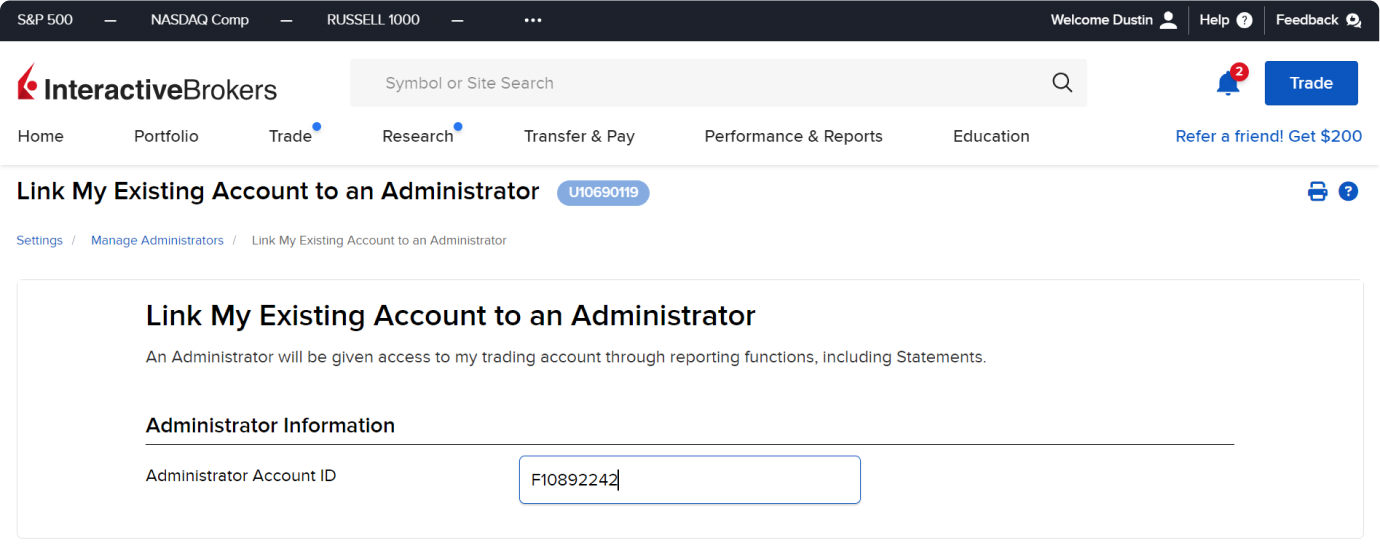 S&P 500 — NASDAQ Comp — RUSSELL 1000 — ••• Welcome Dustin Help ? Feedback
InteractiveBrokers Symbol or Site Search 2 Trade
Home Portfolio Trade Research Transfer & Pay Performance & Reports Education Refer a friend! Get $200
Link My Existing Account to an Administrator U10690119 ?
Settings / Manage Administrators / Link My Existing Account to an Administrator
Link My Existing Account to an Administrator
An Administrator will be given access to my trading account through reporting functions, including Statements.
Administrator Information
Administrator Account ID F10892242